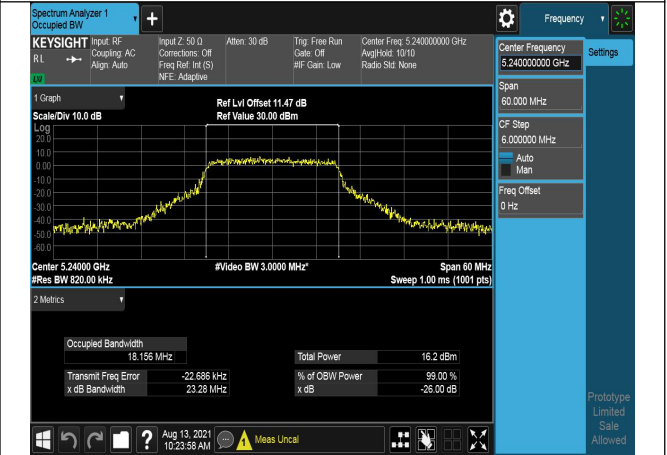 Spectrum Analyzer 1
Occupied BW
Frequency
KEYSIGHT
RL
Input: RF
Coupling: AC
Align: Auto
Input Z: 50 Ω
Corrections: Off
Freq Ref: Int (S)
NFE: Adaptive
Atten: 30 dB
Trig: Free Run
Gate: Off
#IF Gain: Low
Center Freq: 5.240000000 GHz
Avg|Hold: 10/10
Radio Std: None
Center Frequency
5.240000000 GHz
Settings
Span
60.000 MHz
CF Step
6.000000 MHz
Auto
Man
Freq Offset
0 Hz
1 Graph
Scale/Div 10.0 dB
Ref Lvl Offset 11.47 dB
Ref Value 30.00 dBm
Log
20.0
10.0
0.00
-10.0
-20.0
-30.0
-40.0
-50.0
-60.0
Center 5.24000 GHz
#Res BW 820.00 kHz
#Video BW 3.0000 MHz*
Span 60 MHz
Sweep 1.00 ms (1001 pts)
2 Metrics
Occupied Bandwidth
18.156 MHz
Total Power 16.2 dBm
Transmit Freq Error -22.686 kHz
% of OBW Power 99.00 %
x dB Bandwidth 23.28 MHz
x dB -26.00 dB
Prototype
Limited
Sale
Allowed
?
Aug 13, 2021
10:23:58 AM
Meas Uncal